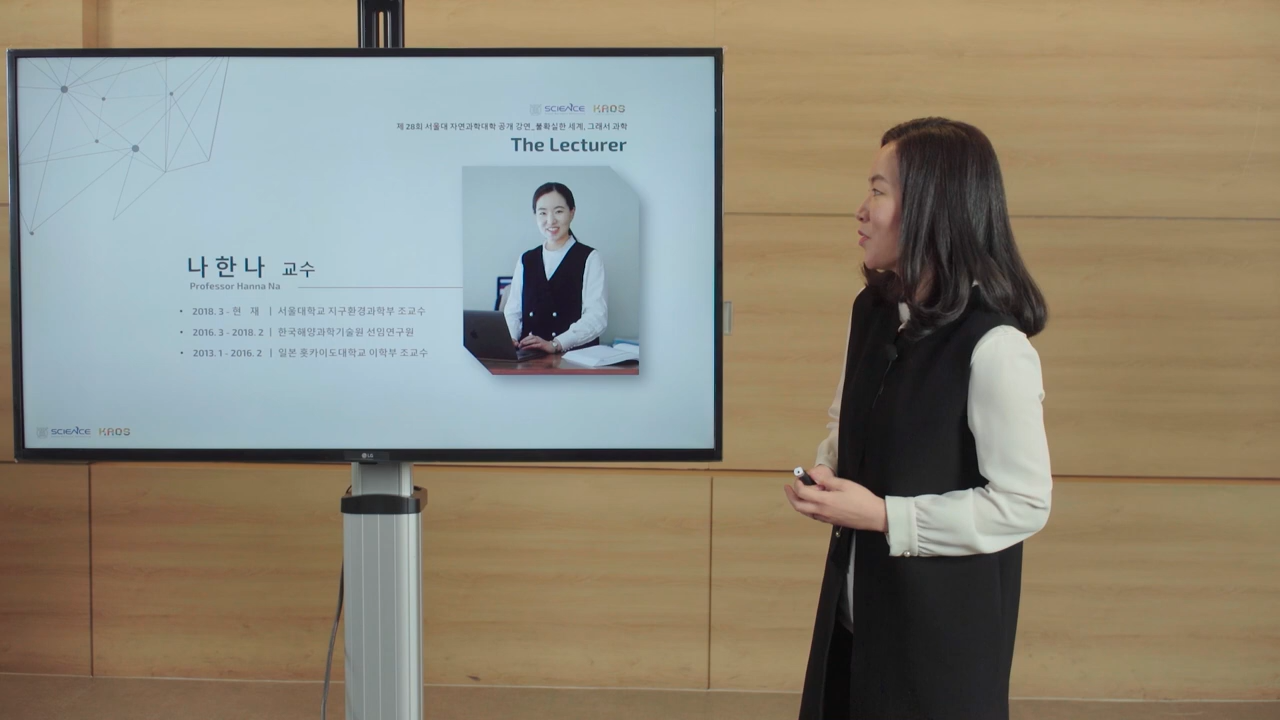 SCIENCE KAOS
제 28회 서울대 자연과학대학 공개 강연_불확실한 세계, 그래서 과학
The Lecturer
나 한 나 교수
Professor Hanna Na
• 2018. 3 - 현 재 | 서울대학교 지구환경과학부 조교수
• 2016. 3 - 2018. 2 | 한국해양과학기술원 선임연구원
• 2013. 1 - 2016. 2 | 일본 홋카이도대학교 이학부 조교수
SCIENCE KAOS
LG